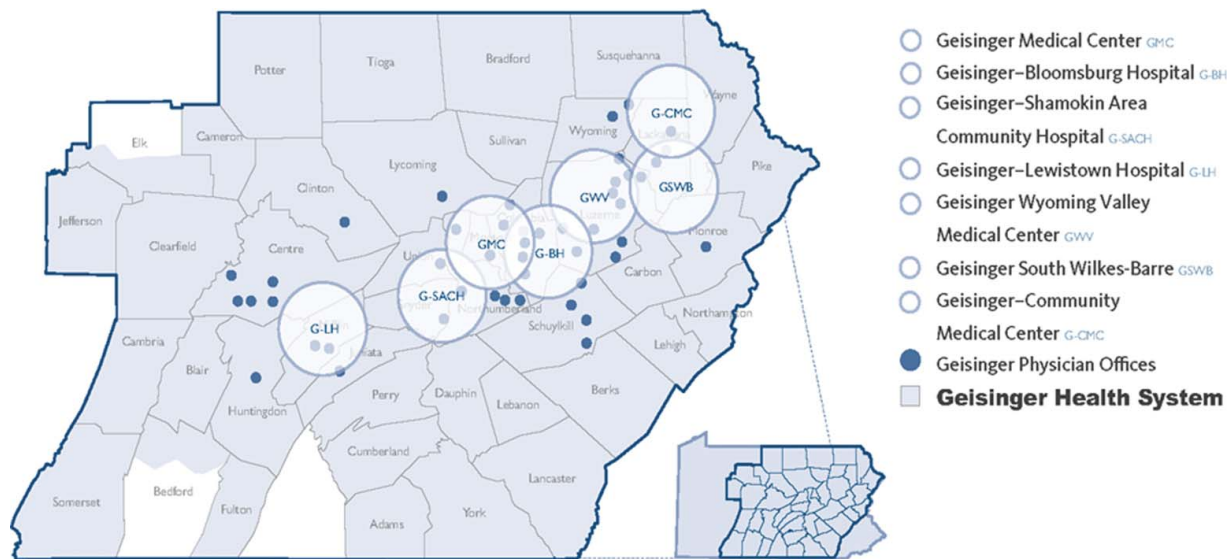 Potter
Tioga
Bradford
Susquehanna
Wayne
G-CMC
Elk
Cameron
Wyoming
Lackawanna
Sullivan
Lycoming
Pike
Clinton
GWV
GSWB
Jefferson
Luzerne
Clearfield
Centre
GMC
G-BH
Monroe
Carbon
G-SACH
Northumberland
Northampton
G-LH
Schuylkill
Cambria
Juniata
Lehigh
Blair
Perry
Dauphin
Berks
Huntingdon
Lebanon
Cumberland
Lancaster
Bedford
Somerset
Fulton
Adams
York
Geisinger Medical Center GMC
Geisinger–Bloomsburg Hospital G-BH
Geisinger–Shamokin Area
Community Hospital G-SACH
Geisinger–Lewistown Hospital G-LH
Geisinger Wyoming Valley
Medical Center GWV
Geisinger South Wilkes-Barre GSWB
Geisinger–Community
Medical Center G-CMC
Geisinger Physician Offices
Geisinger Health System